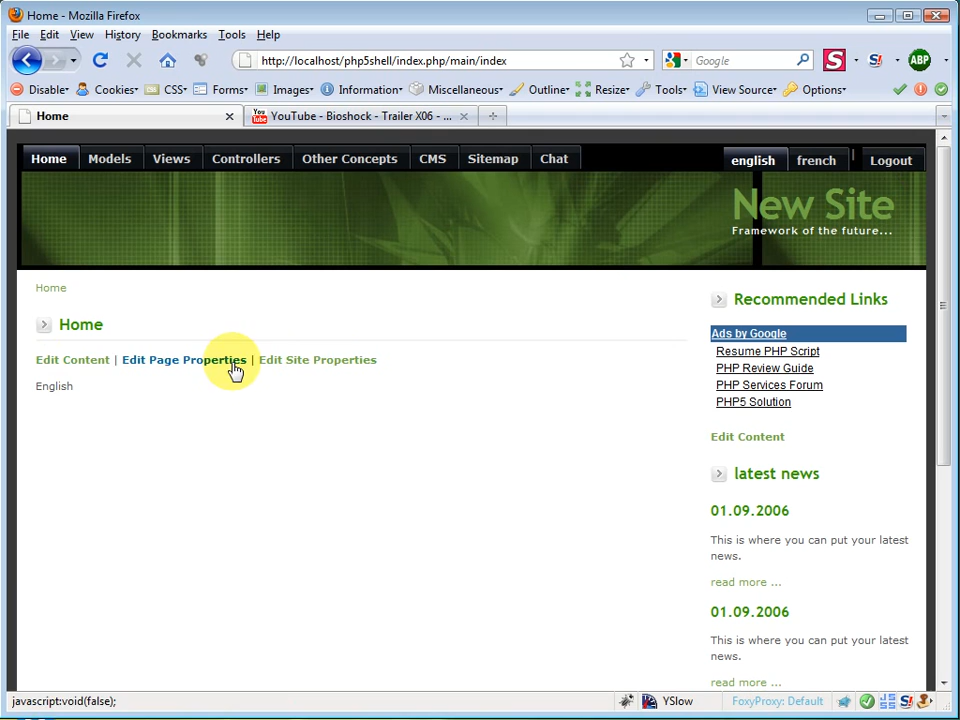 Home - Mozilla Firefox
File Edit View History Bookmarks Tools Help
http://localhost/php5shell/index.php/main/index
Google
S
S!
ABP
Disable Cookies CSS Forms Images Information Miscellaneous Outline Resize Tools View Source Options
Home
You Tube YouTube - Bioshock - Trailer X06 - ...
Home Models Views Controllers Other Concepts CMS Sitemap Chat
english french | Logout
New Site
Framework of the future...
Home
Home
Edit Content | Edit Page Properties | Edit Site Properties
English
Recommended Links
Ads by Google
Resume PHP Script
PHP Review Guide
PHP Services Forum
PHP5 Solution
Edit Content
latest news
01.09.2006
This is where you can put your latest
news.
read more ...
01.09.2006
This is where you can put your latest
news.
read more ...
javascript:void(false);
YSlow
FoxyProxy: Default